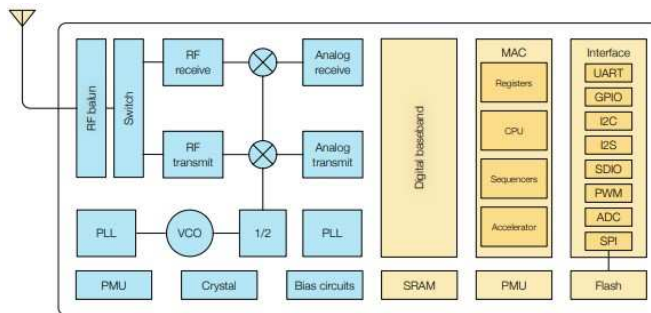 RF balun
Switch
RF
receive
Analog
receive
RF
transmit
Analog
transmit
PLL
VCO
1/2
PLL
PMU
Crystal
Bias circuits
Digital baseband
SRAM
MAC
Registers
CPU
Sequencers
Accelerator
PMU
Interface
UART
GPIO
I2C
I2S
SDIO
PWM
ADC
SPI
Flash